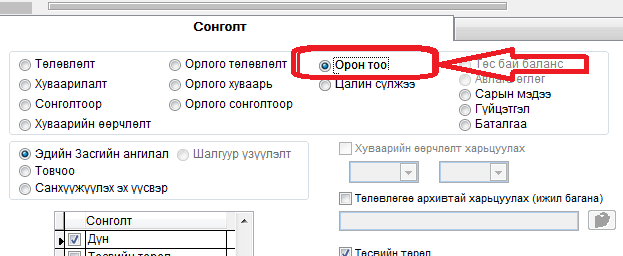 Сонголт
Төлөвлөлт
Орлого төлөвлөлт
Орон тоо
Төс бай баланс
Хуваарилалт
Орлого хуваарь
Цалин сүлжээ
Авлага өглөг
Сонголтоор
Орлого сонголтоор
Сарын мэдээ
Гүйцэтгэл
Хуваарийн өөрчлөлт
Баталгаа
Эдийн Засгийн ангилал
Шалгуур үзүүлэлт
Хуваарийн өөрчлөлт харьцуулах
Товчоо
Санхүүжүүлэх эх үүсвэр
Төлөвлөгөө архивтай харьцуулах (ижил багана)
Сонголт
Дүн
Төсвийн төрөл
Төсвийн төрөл